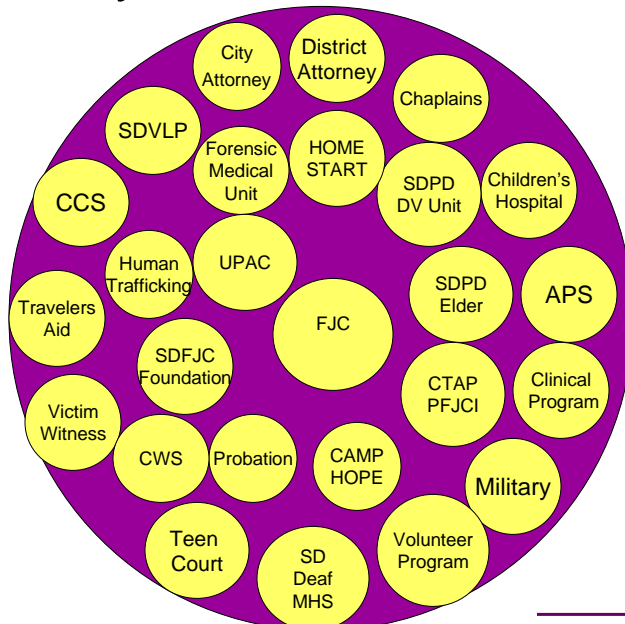 City
Attorney
District
Attorney
Chaplains
SDVLP
Forensic
Medical
Unit
HOME
START
SDPD
DV Unit
Children's
Hospital
CCS
Human
Trafficking
UPAC
SDPD
Elder
APS
Travelers
Aid
FJC
SDFJC
Foundation
CTAP
PFJCI
Clinical
Program
Victim
Witness
CWS
Probation
CAMP
HOPE
Military
Teen
Court
SD
Deaf
MHS
Volunteer
Program